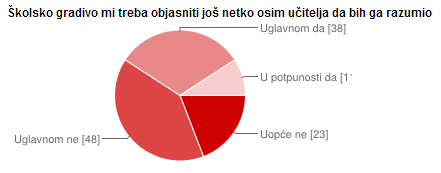 Školsko gradivo mi treba objasniti još netko osim učitelja da bih ga razumio
Uglavnom da [38]
U potpunosti da
Uglavnom ne [48]
Uopće ne [23]